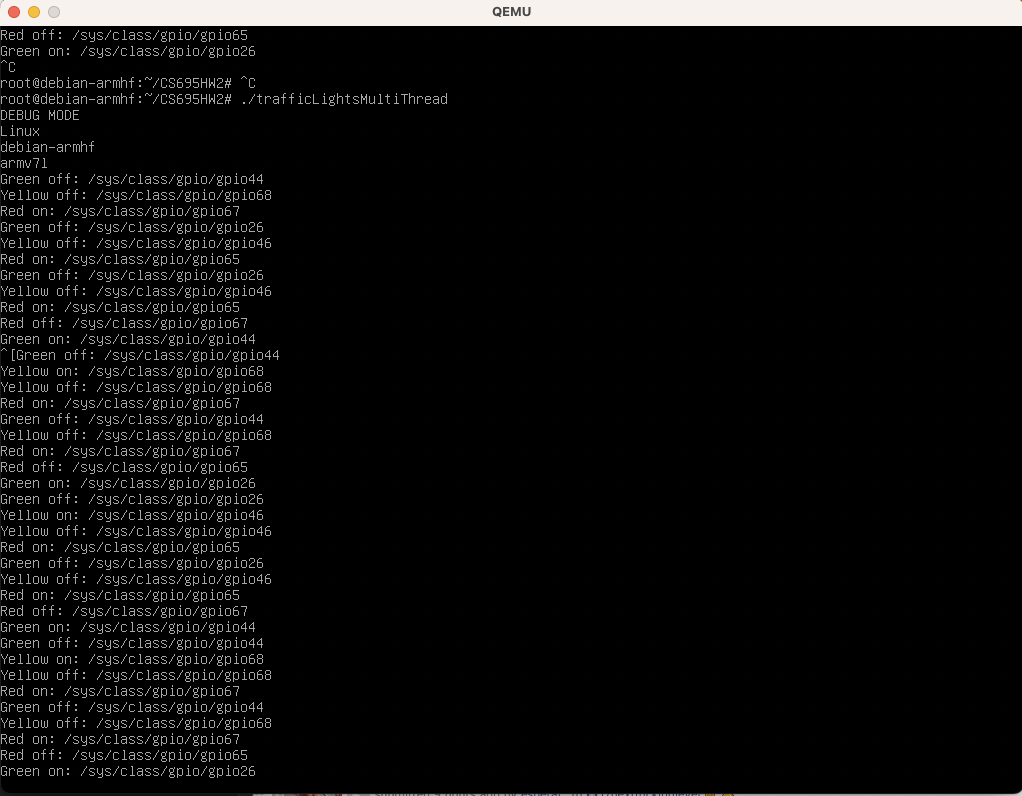 QEMU
Red off: /sys/class/gpio/gpio65
Green on: /sys/class/gpio/gpio26
^C
root@debian-armhf:~/CS695HW2# ^C
root@debian-armhf:~/CS695HW2# ./trafficLightsMultiThread
DEBUG MODE
Linux
debian-armhf
armv7l
Green off: /sys/class/gpio/gpio44
Yellow off: /sys/class/gpio/gpio68
Red on: /sys/class/gpio/gpio67
Green off: /sys/class/gpio/gpio26
Yellow off: /sys/class/gpio/gpio46
Red on: /sys/class/gpio/gpio65
Green off: /sys/class/gpio/gpio26
Yellow off: /sys/class/gpio/gpio46
Red on: /sys/class/gpio/gpio65
Red off: /sys/class/gpio/gpio67
Green on: /sys/class/gpio/gpio44
^[Green off: /sys/class/gpio/gpio44
Yellow on: /sys/class/gpio/gpio68
Yellow off: /sys/class/gpio/gpio68
Red on: /sys/class/gpio/gpio67
Green off: /sys/class/gpio/gpio44
Yellow off: /sys/class/gpio/gpio68
Red on: /sys/class/gpio/gpio67
Red off: /sys/class/gpio/gpio65
Green on: /sys/class/gpio/gpio26
Green off: /sys/class/gpio/gpio26
Yellow on: /sys/class/gpio/gpio46
Yellow off: /sys/class/gpio/gpio46
Red on: /sys/class/gpio/gpio65
Green off: /sys/class/gpio/gpio26
Yellow off: /sys/class/gpio/gpio46
Red on: /sys/class/gpio/gpio65
Red off: /sys/class/gpio/gpio67
Green on: /sys/class/gpio/gpio44
Green off: /sys/class/gpio/gpio44
Yellow on: /sys/class/gpio/gpio68
Yellow off: /sys/class/gpio/gpio68
Red on: /sys/class/gpio/gpio67
Green off: /sys/class/gpio/gpio44
Yellow off: /sys/class/gpio/gpio68
Red on: /sys/class/gpio/gpio67
Red off: /sys/class/gpio/gpio65
Green on: /sys/class/gpio/gpio26